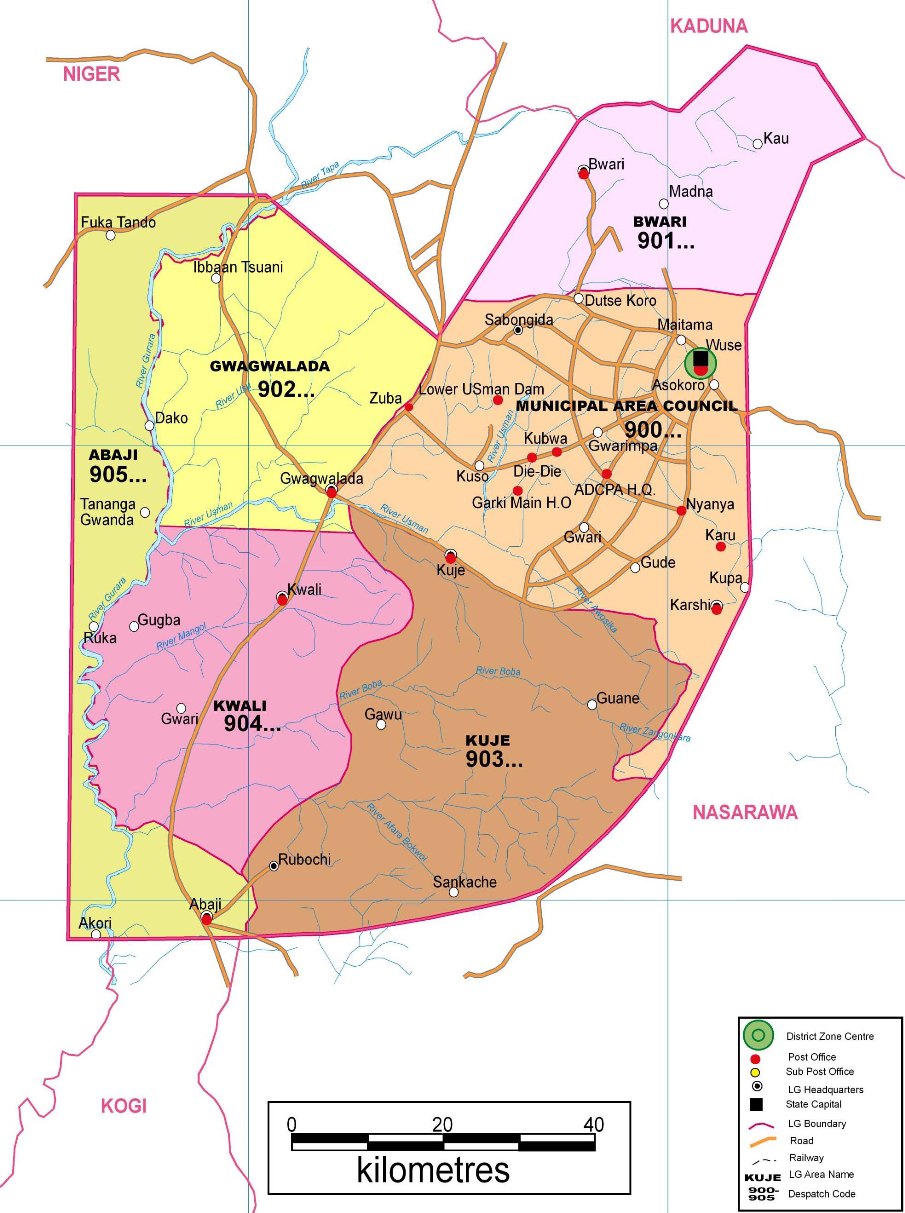 KADUNA
NIGER
Kau
Bwari
Madna
River Tapa
BWARI
901...
Fuka Tando
Ibbaan Tsuani
Dutse Koro
Sabongida
Maitama
Wuse
River Gurara
GWAGWALADA
902...
Asokoro
Zuba
Lower USman Dam
MUNICIPAL AREA COUNCIL
900...
Dako
River Usman
Kubwa
Gwarimpa
ABAJI
905...
Gwagwalada
Kuso
Die-Die
ADCPA H.Q.
Tananga
Gwanda
Garki Main H.O
Nyanya
River Usman
River Usman
Gwari
Karu
Kuje
Gude
Kupa
River Gurara
Kwali
River Awosika
Karshi
Ruka
Gugba
River Mangol
River Boba
River Boba
Guane
Gwari
KWALI
904...
Gawu
River Zangonkara
KUJE
903...
NASARAWA
River Afara Bokwoi
Rubochi
Sankache
Abaji
Akori
KOGI
0
20
40
kilometres
District Zone Centre
Post Office
Sub Post Office
LG Headquarters
State Capital
LG Boundary
Road
Railway
KUJE LG Area Name
900-
905 Despatch Code